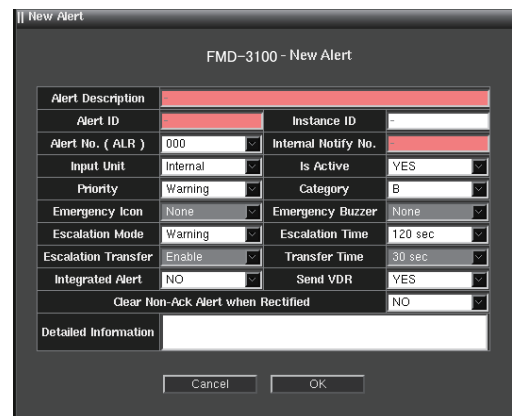 || New Alert
FMD-3100 - New Alert
Alert Description -
Alert ID - Instance ID -
Alert No. ( ALR ) 000 Internal Notify No. -
Input Unit Internal Is Active YES
Priority Warning Category B
Emergency Icon None Emergency Buzzer None
Escalation Mode Warning Escalation Time 120 sec
Escalation Transfer Enable Transfer Time 30 sec
Integrated Alert NO Send VDR YES
Clear Non-Ack Alert when Rectified NO
Detailed Information
Cancel OK